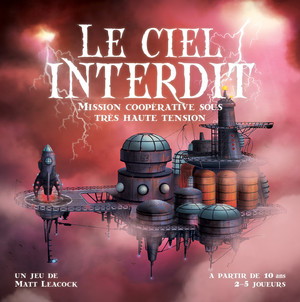 LE CIEL
INTERDIT
MISSION COOPÉRATIVE SOUS
TRÈS HAUTE TENSION
UN JEU DE
MATT LEACOCK
A PARTIR DE 10 ans
2-5 JOUEURS